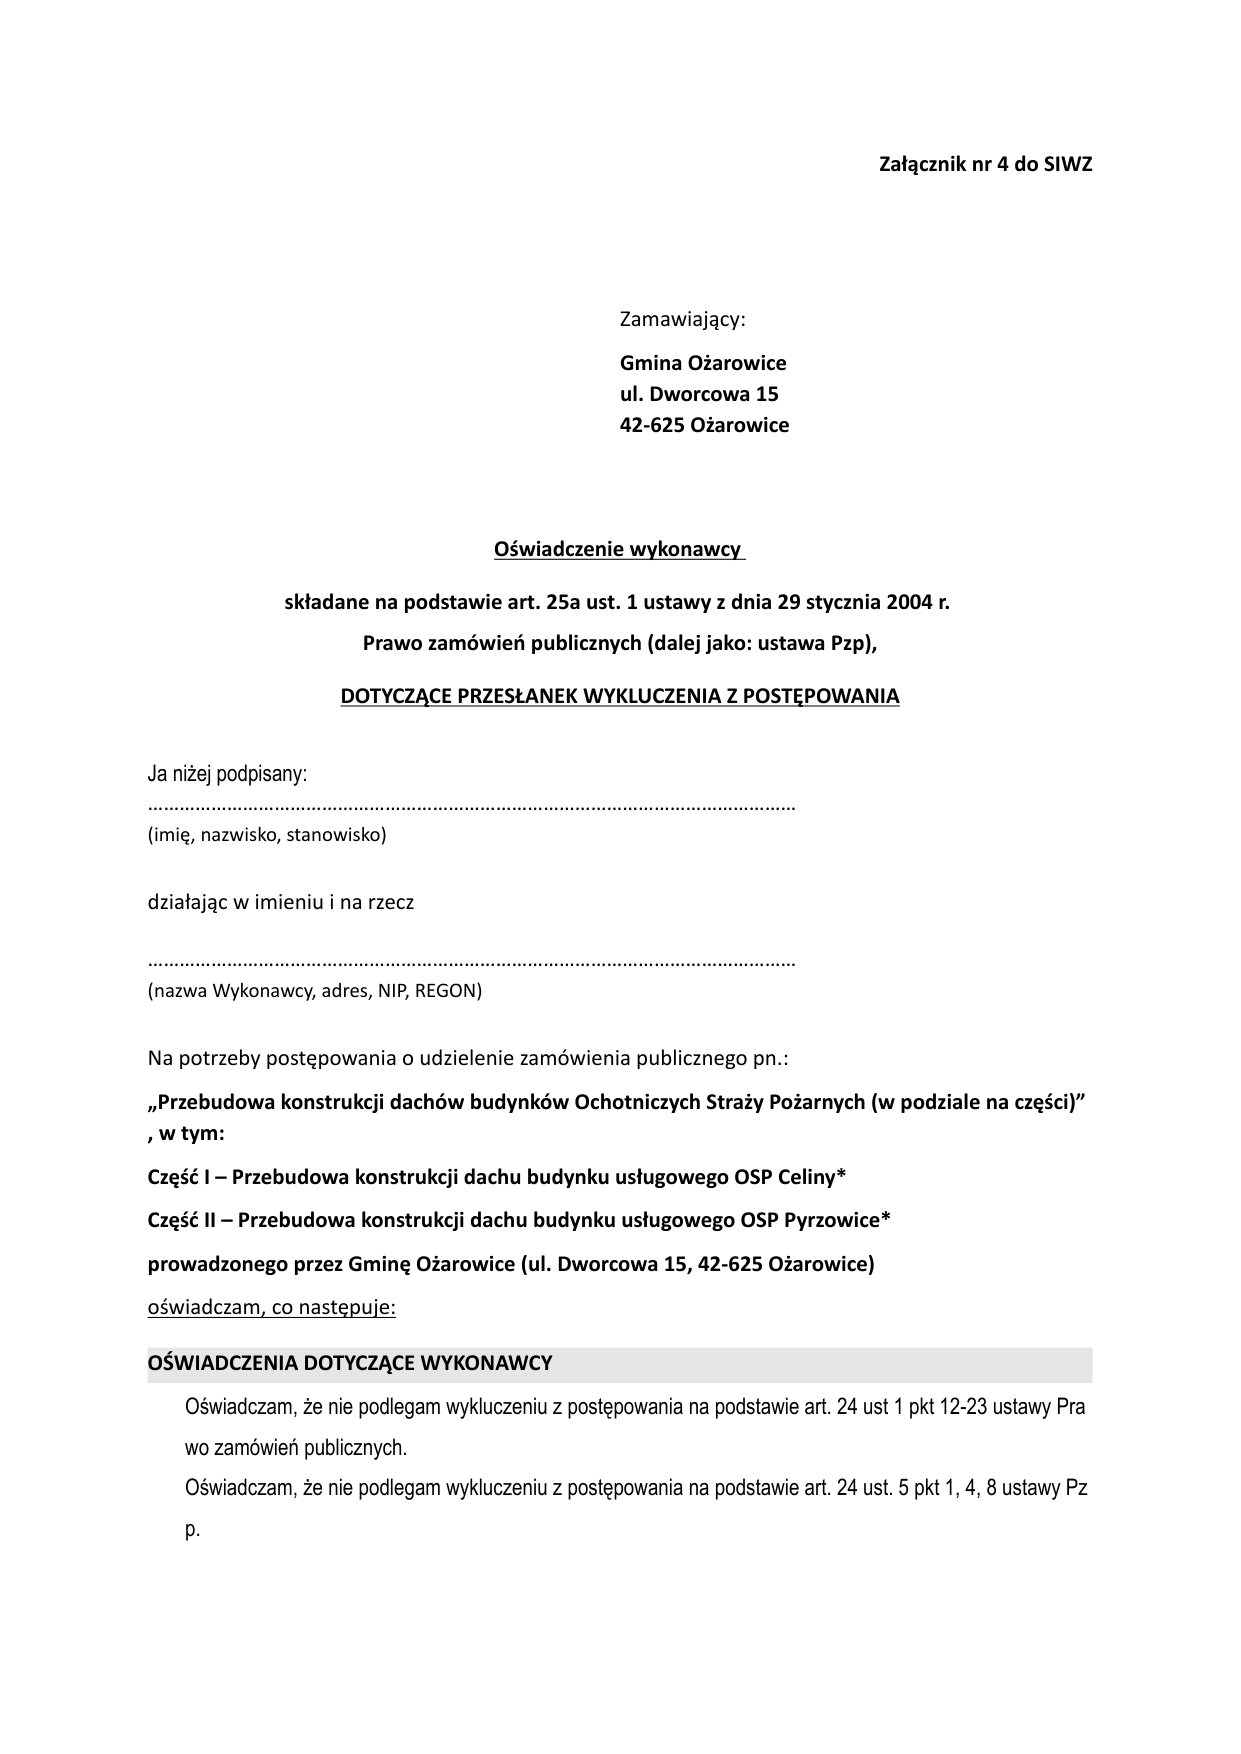 Załącznik nr 4 do SIWZ
Zamawiający:
Gmina Ożarowice
ul. Dworcowa 15
42-625 Ożarowice
Oświadczenie wykonawcy
składane na podstawie art. 25a ust. 1 ustawy z dnia 29 stycznia 2004 r.
Prawo zamówień publicznych (dalej jako: ustawa Pzp),
DOTYCZĄCE PRZESŁANEK WYKLUCZENIA Z POSTĘPOWANIA
Ja niżej podpisany:
……………………………………………………………………………………………………………
(imię, nazwisko, stanowisko)
działając w imieniu i na rzecz
……………………………………………………………………………………………………………
(nazwa Wykonawcy, adres, NIP, REGON)
Na potrzeby postępowania o udzielenie zamówienia publicznego pn.:
„Przebudowa konstrukcji dachów budynków Ochotniczych Straży Pożarnych (w podziale na części)”
, w tym:
Część I – Przebudowa konstrukcji dachu budynku usługowego OSP Celiny*
Część II – Przebudowa konstrukcji dachu budynku usługowego OSP Pyrzowice*
prowadzonego przez Gminę Ożarowice (ul. Dworcowa 15, 42-625 Ożarowice)
oświadczam, co następuje:
OŚWIADCZENIA DOTYCZĄCE WYKONAWCY
Oświadczam, że nie podlegam wykluczeniu z postępowania na podstawie art. 24 ust 1 pkt 12-23 ustawy Pra
wo zamówień publicznych.
Oświadczam, że nie podlegam wykluczeniu z postępowania na podstawie art. 24 ust. 5 pkt 1, 4, 8 ustawy Pz
p.